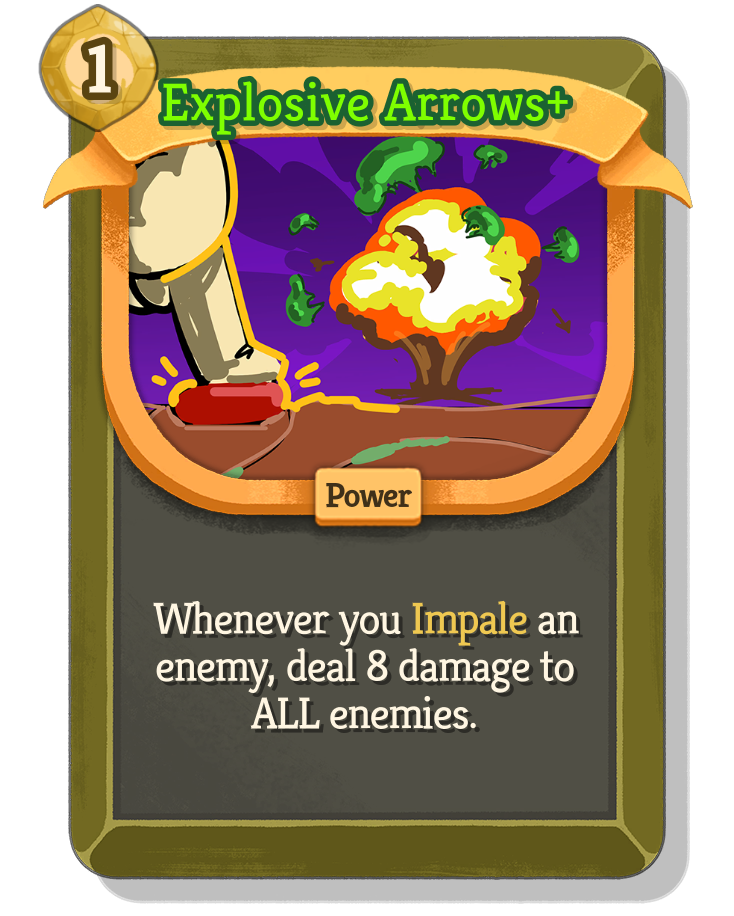 1
Explosive Arrows+
Power
Whenever you Impale an
enemy, deal 8 damage to
ALL enemies.